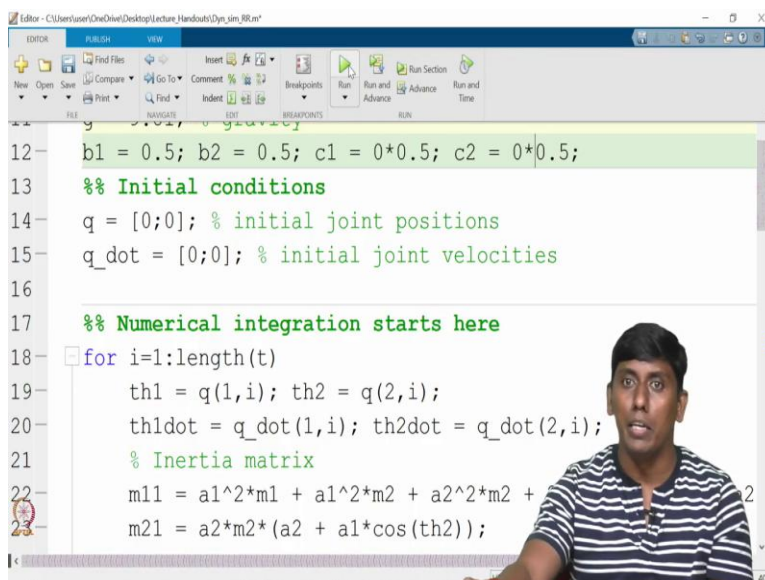 Editor - C:\Users\user\OneDrive\Desktop\Lecture_Handouts\Dyn_sim_RR.m*
EDITOR PUBLISH VIEW
Find Files Insert fx
New Open Save Compare Go To Comment % Breakpoints Run Run and Advance Run Section Advance Run and Time
Print Find Indent
FILE NAVIGATE EDIT BREAKPOINTS RUN
12 b1 = 0.5; b2 = 0.5; c1 = 0*0.5; c2 = 0*0.5;
13 %% Initial conditions
14 q = [0;0]; % initial joint positions
15 q_dot = [0;0]; % initial joint velocities
16
17 %% Numerical integration starts here
18 for i=1:length(t)
19 th1 = q(1,i); th2 = q(2,i);
20 th1dot = q_dot(1,i); th2dot = q_dot(2,i);
21 % Inertia matrix
22 m11 = a1^2*m1 + a1^2*m2 + a2^2*m2 +
23 m21 = a2*m2*(a2 + a1*cos(th2));